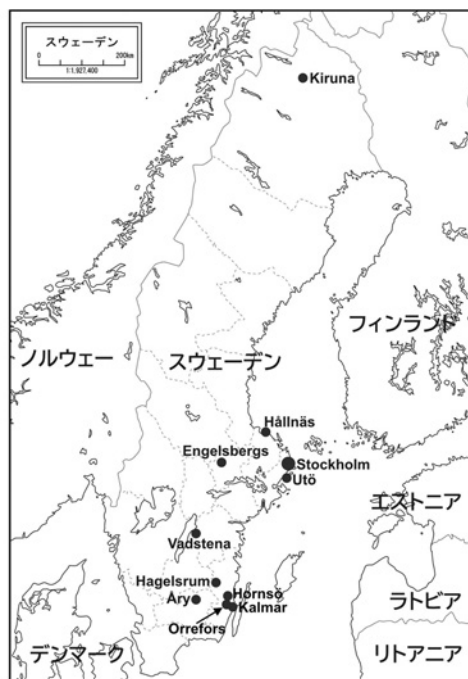 スウェーデン
0 200km
1:1,927,400
Kiruna
フィンランド
ノルウェー
スウェーデン
Hållnäs
Engelsbergs
Stockholm
Utö
エストニア
Vadstena
Hagelsrum
Hornsö
Åry
Kalmar
ラトビア
Orrefors
デンマーク
リトアニア